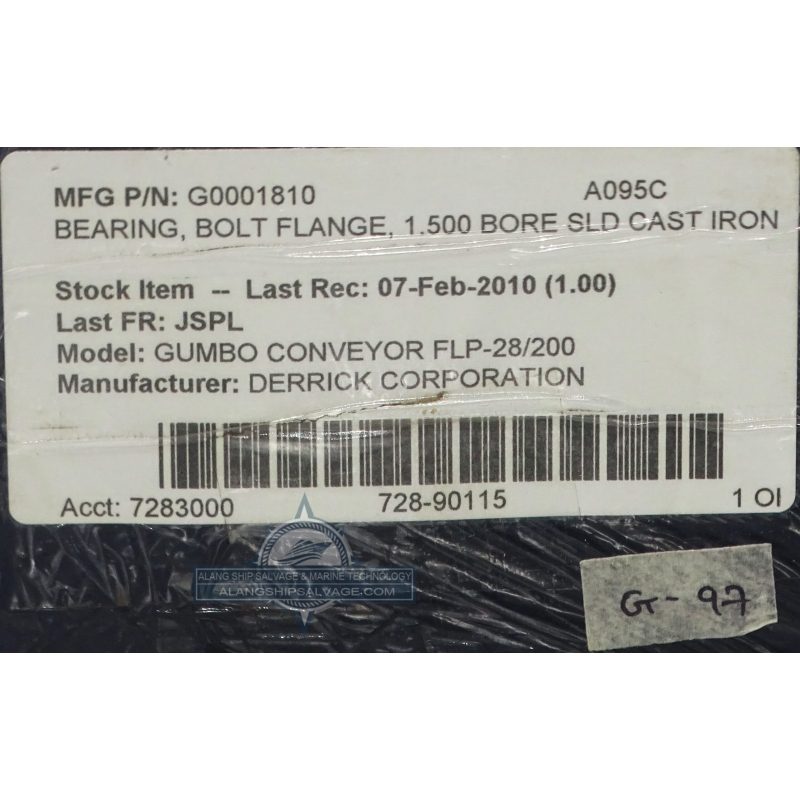 MFG P/N: G0001810 A095C
BEARING, BOLT FLANGE, 1.500 BORE SLD CAST IRON
Stock Item -- Last Rec: 07-Feb-2010 (1.00)
Last FR: JSPL
Model: GUMBO CONVEYOR FLP-28/200
Manufacturer: DERRICK CORPORATION
Acct: 7283000 728-90115 1 OI
ALANG SHIP SALVAGE & MARINE TECHNOLOGY
ALANGSHIPSALVAGE.COM
G-97